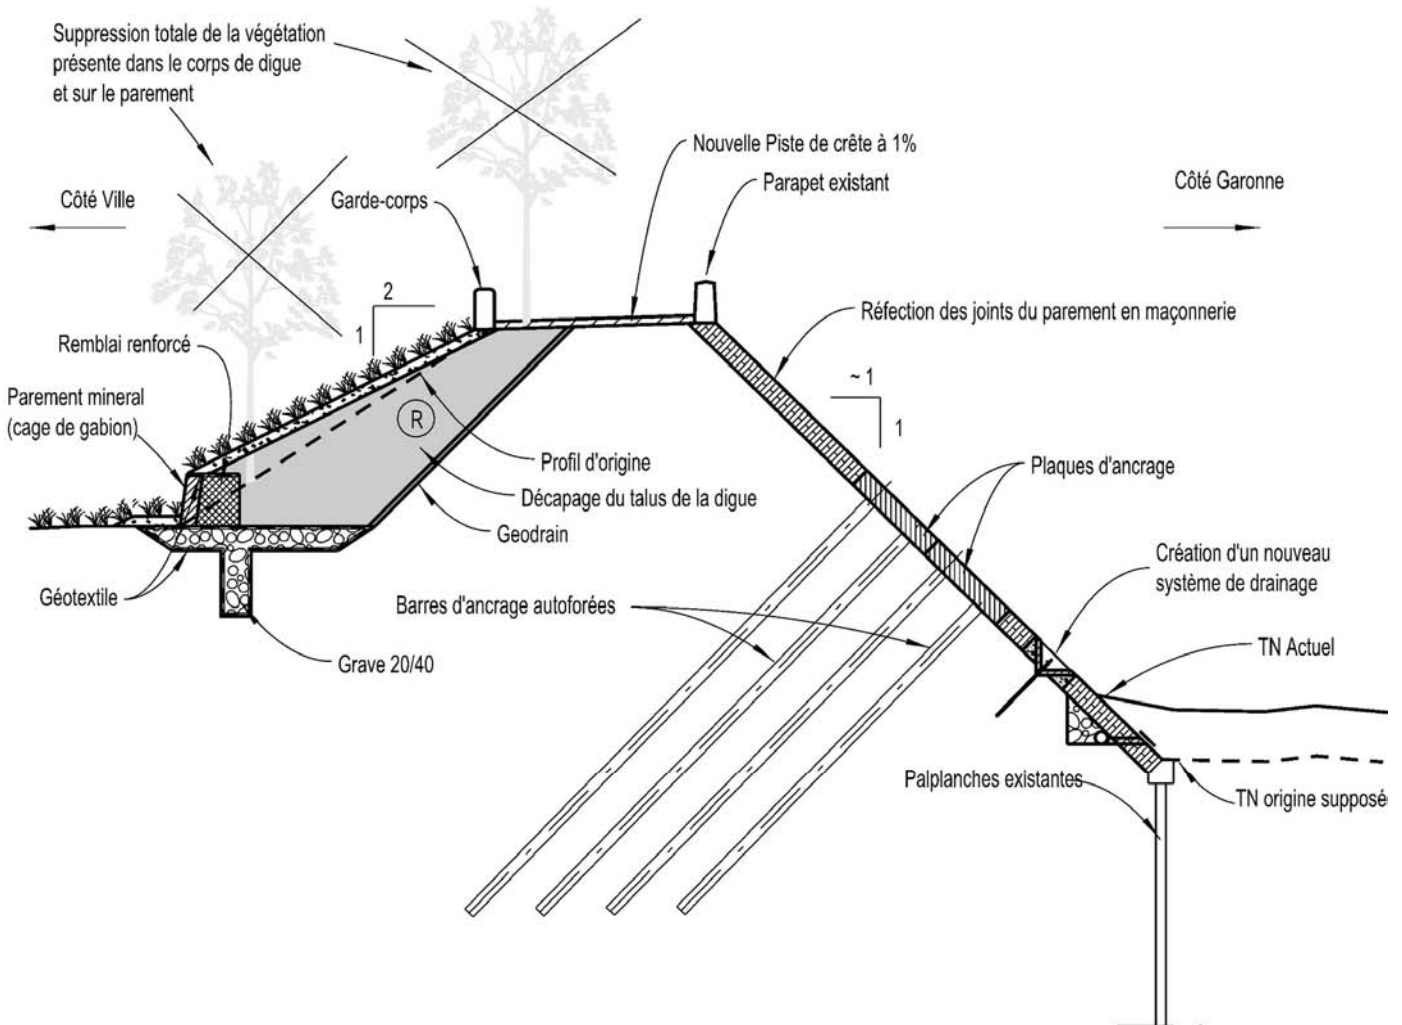 Suppression totale de la végétation
présente dans le corps de digue
et sur le parement
Nouvelle Piste de crête à 1%
Parapet existant
Côté Garonne
Côté Ville
Garde-corps
2
1
Réfection des joints du parement en maçonnerie
Remblai renforcé
Parement mineral
(cage de gabion)
~ 1
1
R
Profil d'origine
Plaques d'ancrage
Décapage du talus de la digue
Geodrain
Création d'un nouveau
système de drainage
Géotextile
Barres d'ancrage autoforées
TN Actuel
Grave 20/40
Palplanches existantes
TN origine supposé